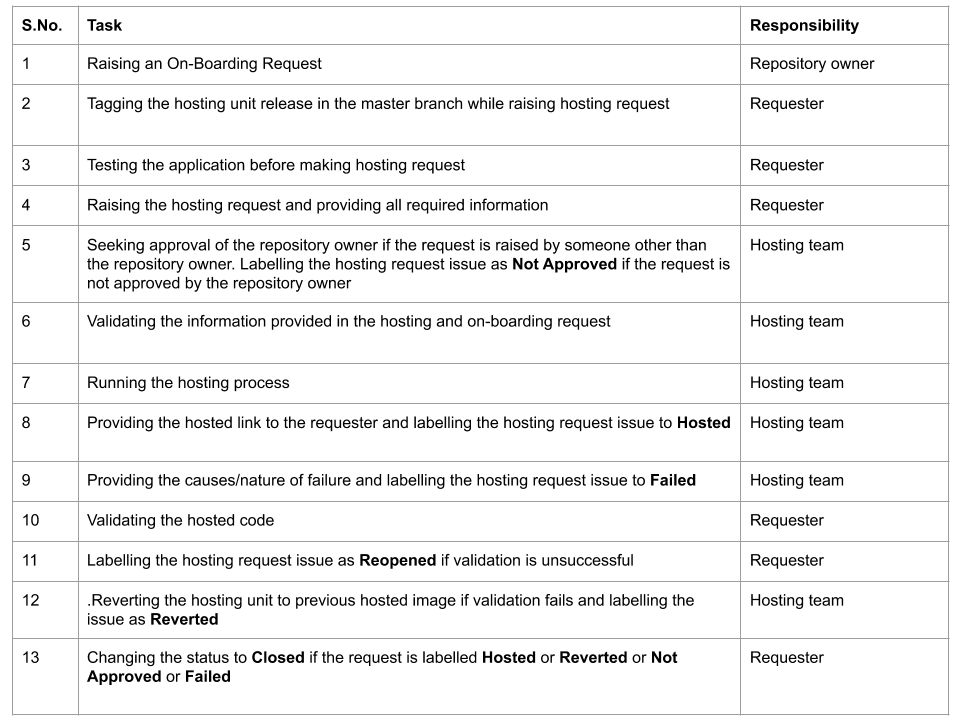 S.No. Task Responsibility
1 Raising an On-Boarding Request Repository owner
2 Tagging the hosting unit release in the master branch while raising hosting request Requester
3 Testing the application before making hosting request Requester
4 Raising the hosting request and providing all required information Requester
5 Seeking approval of the repository owner if the request is raised by someone other than Hosting team
the repository owner. Labelling the hosting request issue as Not Approved if the request is
not approved by the repository owner
6 Validating the information provided in the hosting and on-boarding request Hosting team
7 Running the hosting process Hosting team
8 Providing the hosted link to the requester and labelling the hosting request issue to Hosted Hosting team
9 Providing the causes/nature of failure and labelling the hosting request issue to Failed Hosting team
10 Validating the hosted code Requester
11 Labelling the hosting request issue as Reopened if validation is unsuccessful Requester
12 .Reverting the hosting unit to previous hosted image if validation fails and labelling the Hosting team
issue as Reverted
13 Changing the status to Closed if the request is labelled Hosted or Reverted or Not Requester
Approved or Failed